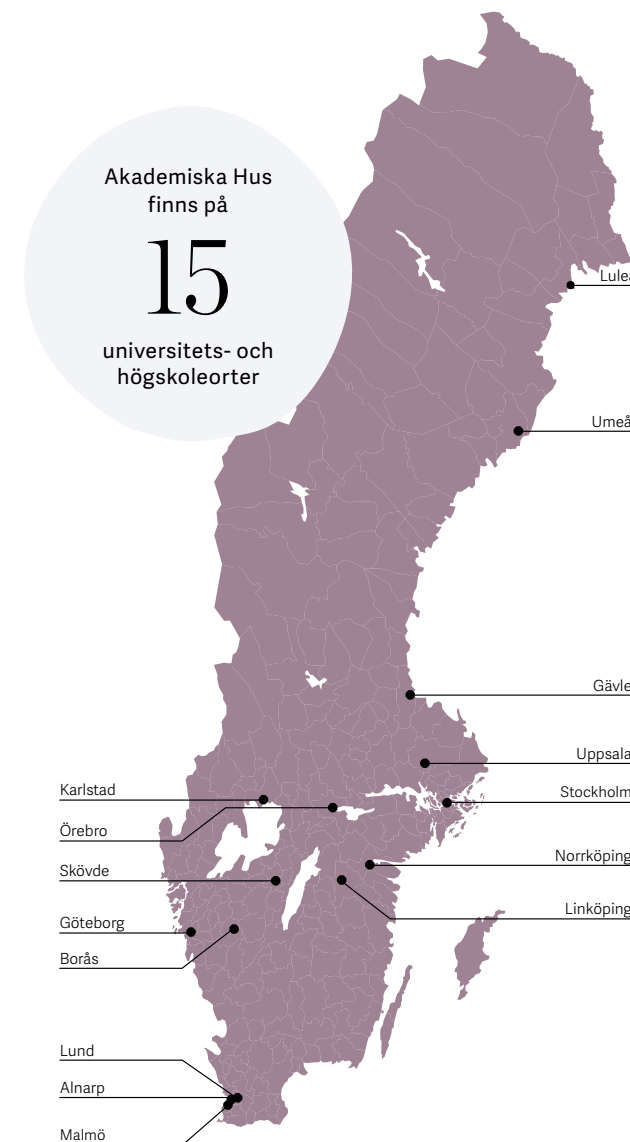 Akademiska Hus
finns på
15
universitets- och
högskoleorter
Luleå
Umeå
Gävle
Uppsala
Stockholm
Norrköping
Linköping
Karlstad
Örebro
Skövde
Göteborg
Borås
Lund
Alnarp
Malmö